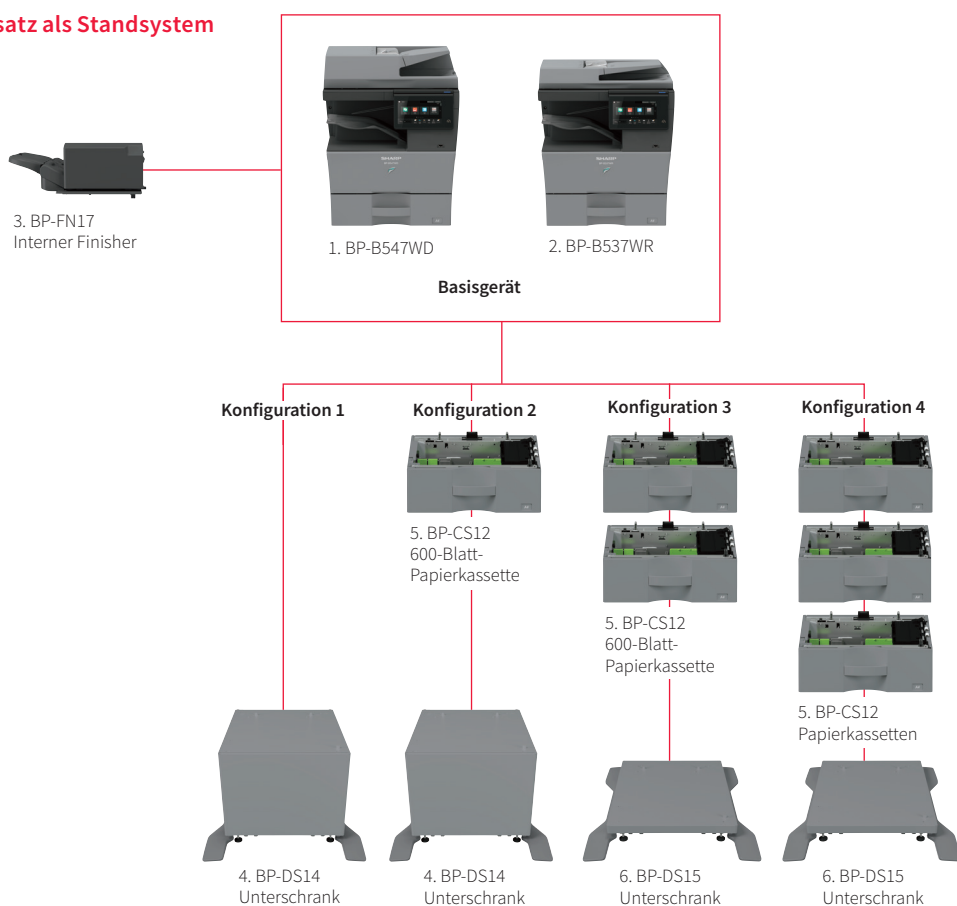 satz als Standsystem
SHARP
SHARP
3. BP-FN17
Interner Finisher
1. BP-B547WD
2. BP-B537WR
Basisgerät
Konfiguration 1
Konfiguration 2
Konfiguration 3
Konfiguration 4
5. BP-CS12
600-Blatt-
Papierkassette
5. BP-CS12
600-Blatt-
Papierkassette
5. BP-CS12
Papierkassetten
4. BP-DS14
Unterschrank
4. BP-DS14
Unterschrank
6. BP-DS15
Unterschrank
6. BP-DS15
Unterschrank